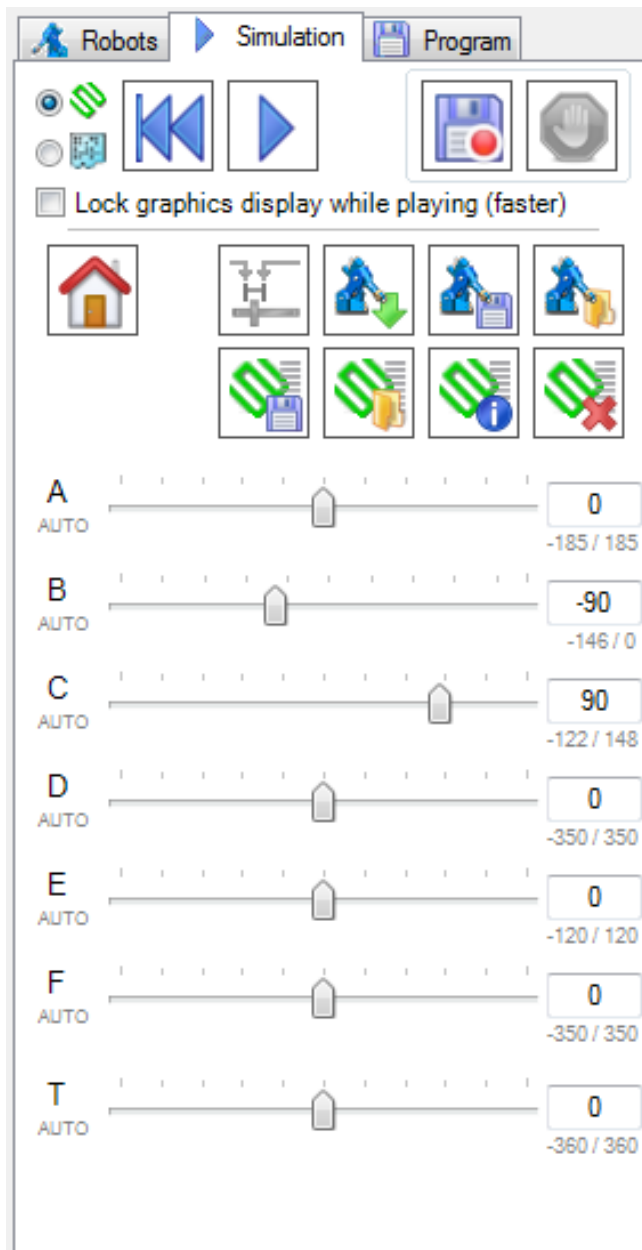 Robots Simulation Program
Lock graphics display while playing (faster)
A 0
AUTO -185 / 185
B -90
AUTO -146 / 0
C 90
AUTO -122 / 148
D 0
AUTO -350 / 350
E 0
AUTO -120 / 120
F 0
AUTO -350 / 350
T 0
AUTO -360 / 360